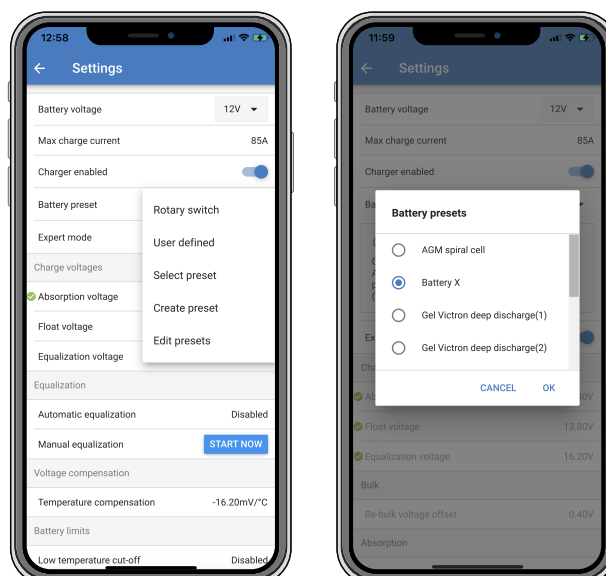 12:58
Settings
Battery voltage 12V
Max charge current 85A
Charger enabled
Battery preset
Rotary switch
Expert mode
User defined
Charge voltages
Select preset
Absorption voltage
Create preset
Float voltage
Edit presets
Equalization voltage
Equalization
Automatic equalization Disabled
Manual equalization START NOW
Voltage compensation
Temperature compensation -16.20mV/°C
Battery limits
Low temperature cut-off Disabled
11:59
Settings
Battery voltage 12V
Max charge current 85A
Charger enabled
Ba
Battery presets
AGM spiral cell
Battery X
Gel Victron deep discharge(1)
Gel Victron deep discharge(2)
Ex
CANCEL OK
Float voltage 13.80V
Equalization voltage 16.20V
Bulk
Re-bulk voltage offset 0.40V
Absorption